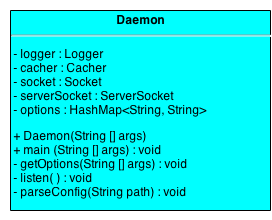 Daemon
- logger : Logger
- cacher : Cacher
- socket : Socket
- serverSocket : ServerSocket
- options : HashMap<String, String>
+ Daemon(String [] args)
+ main (String [] args) : void
- getOptions(String [] args) : void
- listen( ) : void
- parseConfig(String path) : void